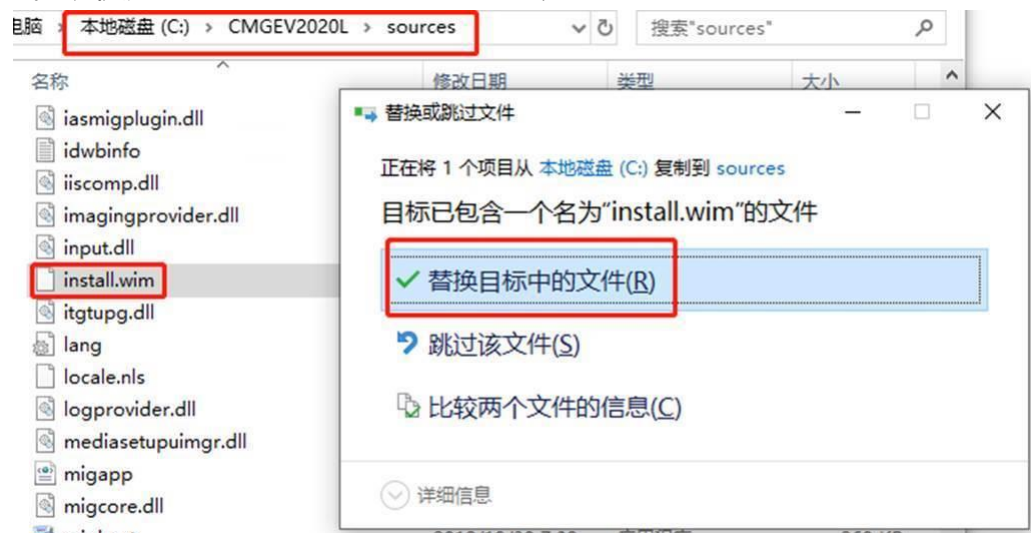 电脑 › 本地磁盘 (C:) › CMGEV2020L › sources
搜索"sources"
名称
修改日期
类型
大小
iasmigplugin.dll
idwbinfo
iiscomp.dll
imagingprovider.dll
input.dll
install.wim
itgtupg.dll
lang
locale.nls
logprovider.dll
mediasetupuimgr.dll
migapp
migcore.dll
替换或跳过文件
正在将 1 个项目从 本地磁盘 (C:) 复制到 sources
目标已包含一个名为“install.wim”的文件
替换目标中的文件(R)
跳过该文件(S)
比较两个文件的信息(C)
详细信息